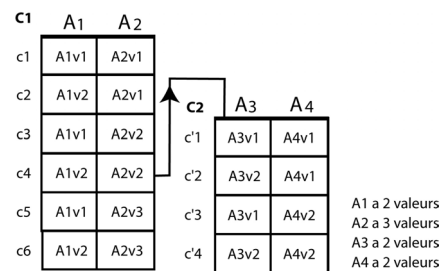 C1 A1 A2
c1 A1v1 A2v1
c2 A1v2 A2v1
c3 A1v1 A2v2
c4 A1v2 A2v2
c5 A1v1 A2v3
c6 A1v2 A2v3
C2 A3 A4
c'1 A3v1 A4v1
c'2 A3v2 A4v1
c'3 A3v1 A4v2
c'4 A3v2 A4v2
A1 a 2 valeurs
A2 a 3 valeurs
A3 a 2 valeurs
A4 a 2 valeurs